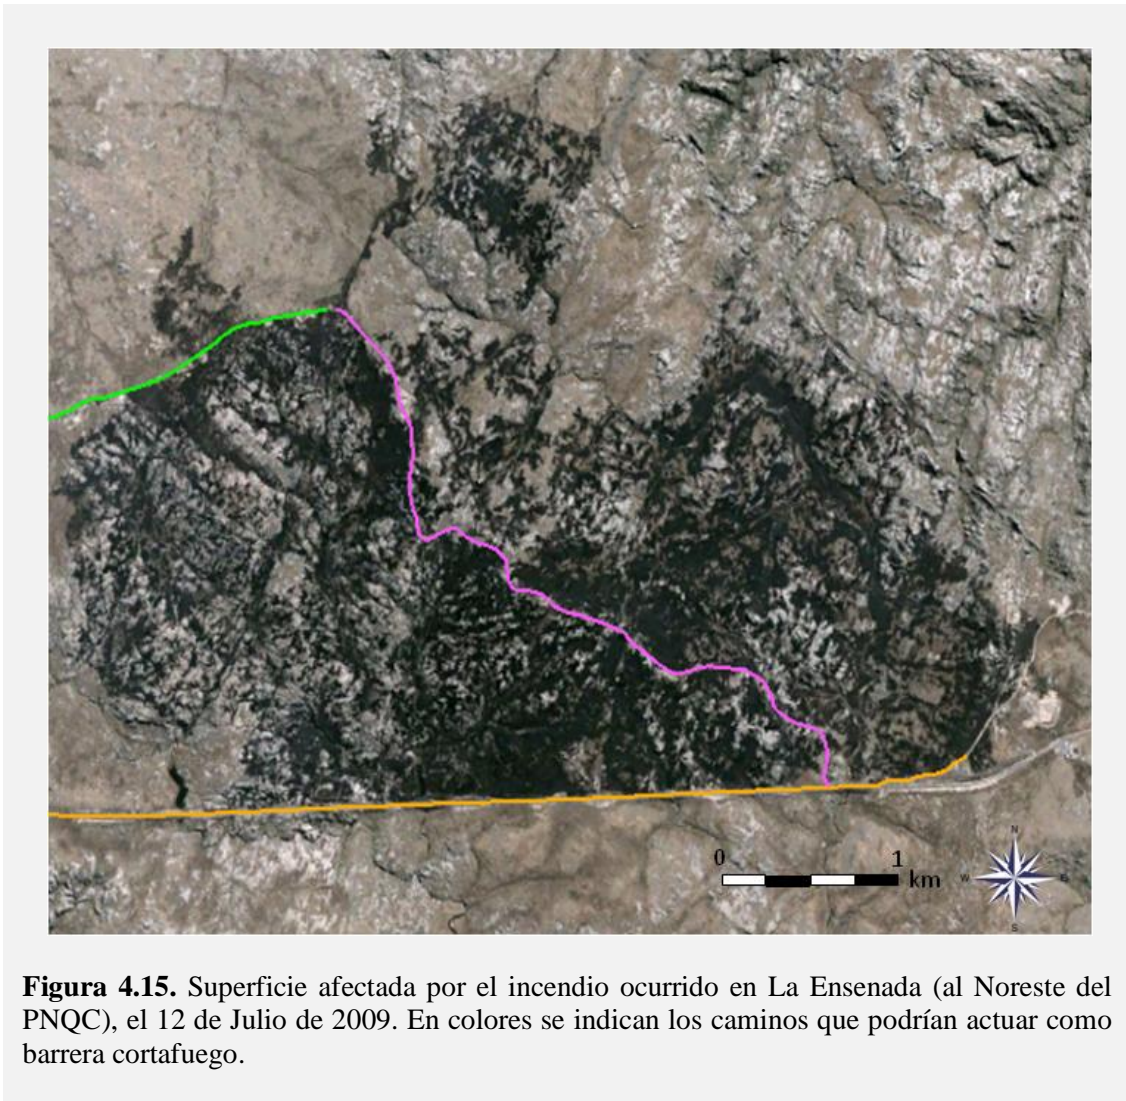 N
0 1
km
W E
S
Figura 4.15. Superficie afectada por el incendio ocurrido en La Ensenada (al Noreste del
PNQC), el 12 de Julio de 2009. En colores se indican los caminos que podrían actuar como
barrera cortafuego.